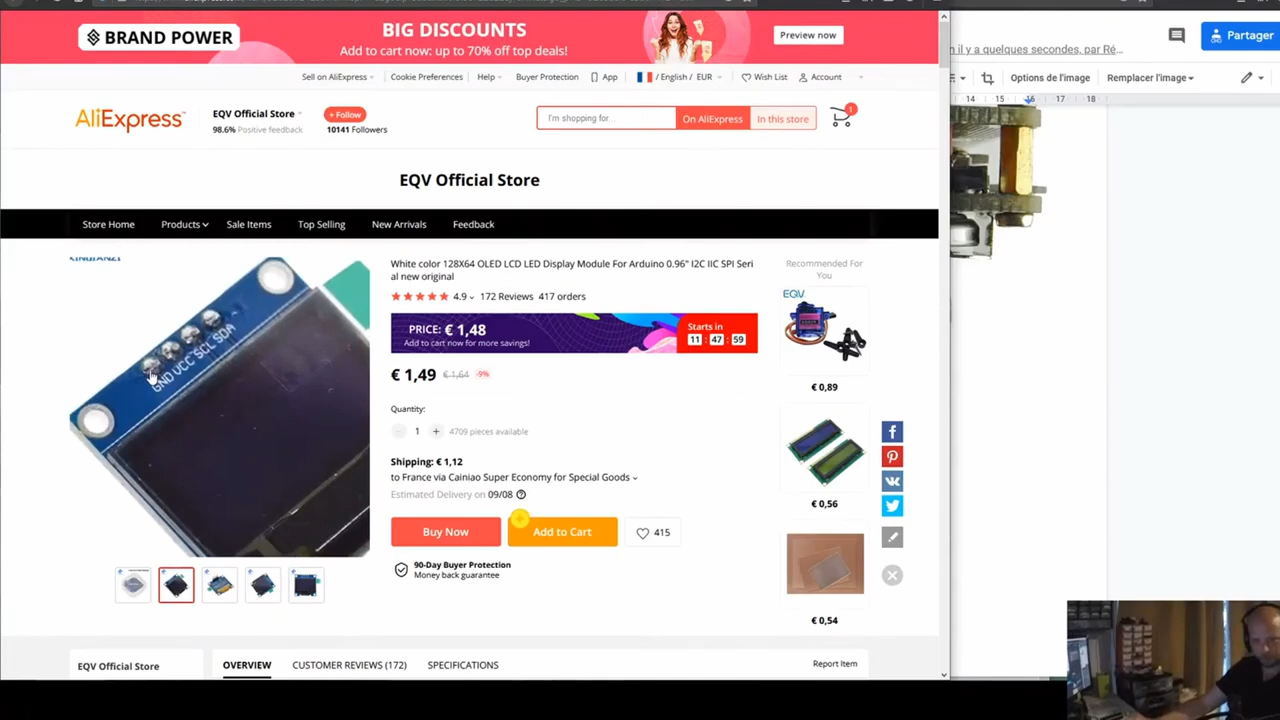 BRAND POWER
BIG DISCOUNTS
Add to cart now: up to 70% off top deals!
Preview now
Sell on AliExpress
Cookie Preferences
Help
Buyer Protection
App
/ English / EUR
Wish List
Account
AliExpress
EQV Official Store
98.6% Positive feedback
+ Follow
10141 Followers
I'm shopping for...
On AliExpress
In this store
1
EQV Official Store
Store Home
Products
Sale Items
Top Selling
New Arrivals
Feedback
GND VCC SCL SDA
White color 128X64 OLED LCD LED Display Module For Arduino 0.96" I2C IIC SPI Seri
al new original
4.9
172 Reviews
417 orders
PRICE: € 1,48
Add to cart now for more savings!
Starts in
11 : 47 : 59
€ 1,49
€ 1,64
-9%
Quantity:
1
4709 pieces available
Shipping: € 1,12
to France via Cainiao Super Economy for Special Goods
Estimated Delivery on 09/08
Buy Now
Add to Cart
415
90-Day Buyer Protection
Money back guarantee
Recommended For
You
EQV
€ 0,89
€ 0,56
€ 0,54
EQV Official Store
OVERVIEW
CUSTOMER REVIEWS (172)
SPECIFICATIONS
Report Item
il y a quelques secondes, par Ré...
Partager
Options de l'image
Remplacer l'image
14 15 16 17 18